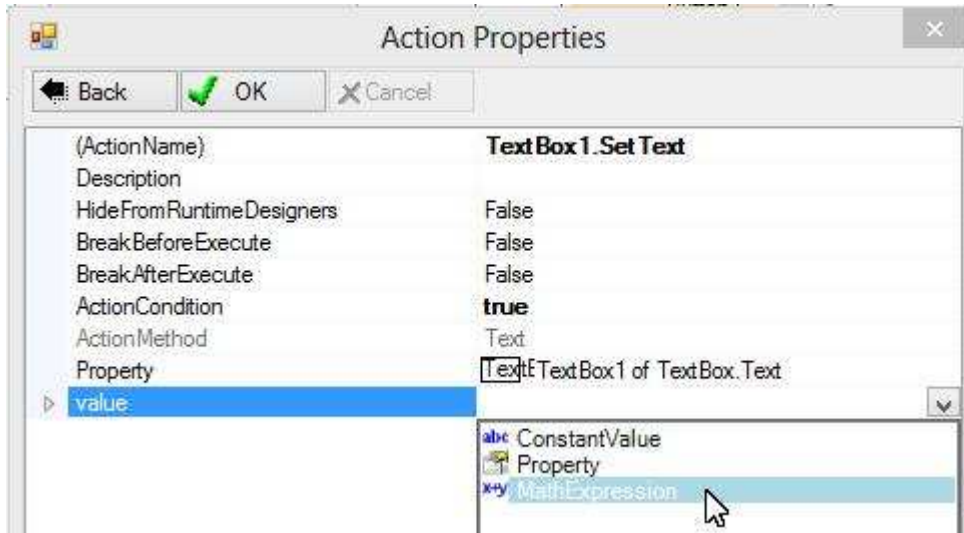 Action Properties
Back OK Cancel
(ActionName) TextBox1.SetText
Description
HideFromRuntimeDesigners False
BreakBeforeExecute False
BreakAfterExecute False
ActionCondition true
ActionMethod Text
Property TextBox1 of TextBox.Text
value
abc ConstantValue
Property
x+y MathExpression